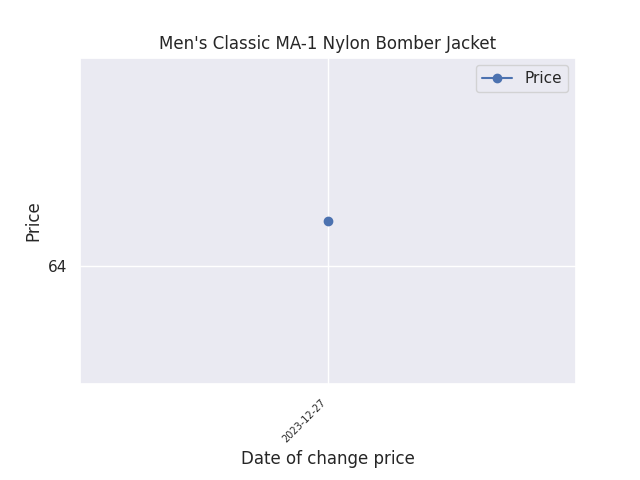 Men's Classic MA-1 Nylon Bomber Jacket
Price
Price
64
2023-12-27
Date of change price